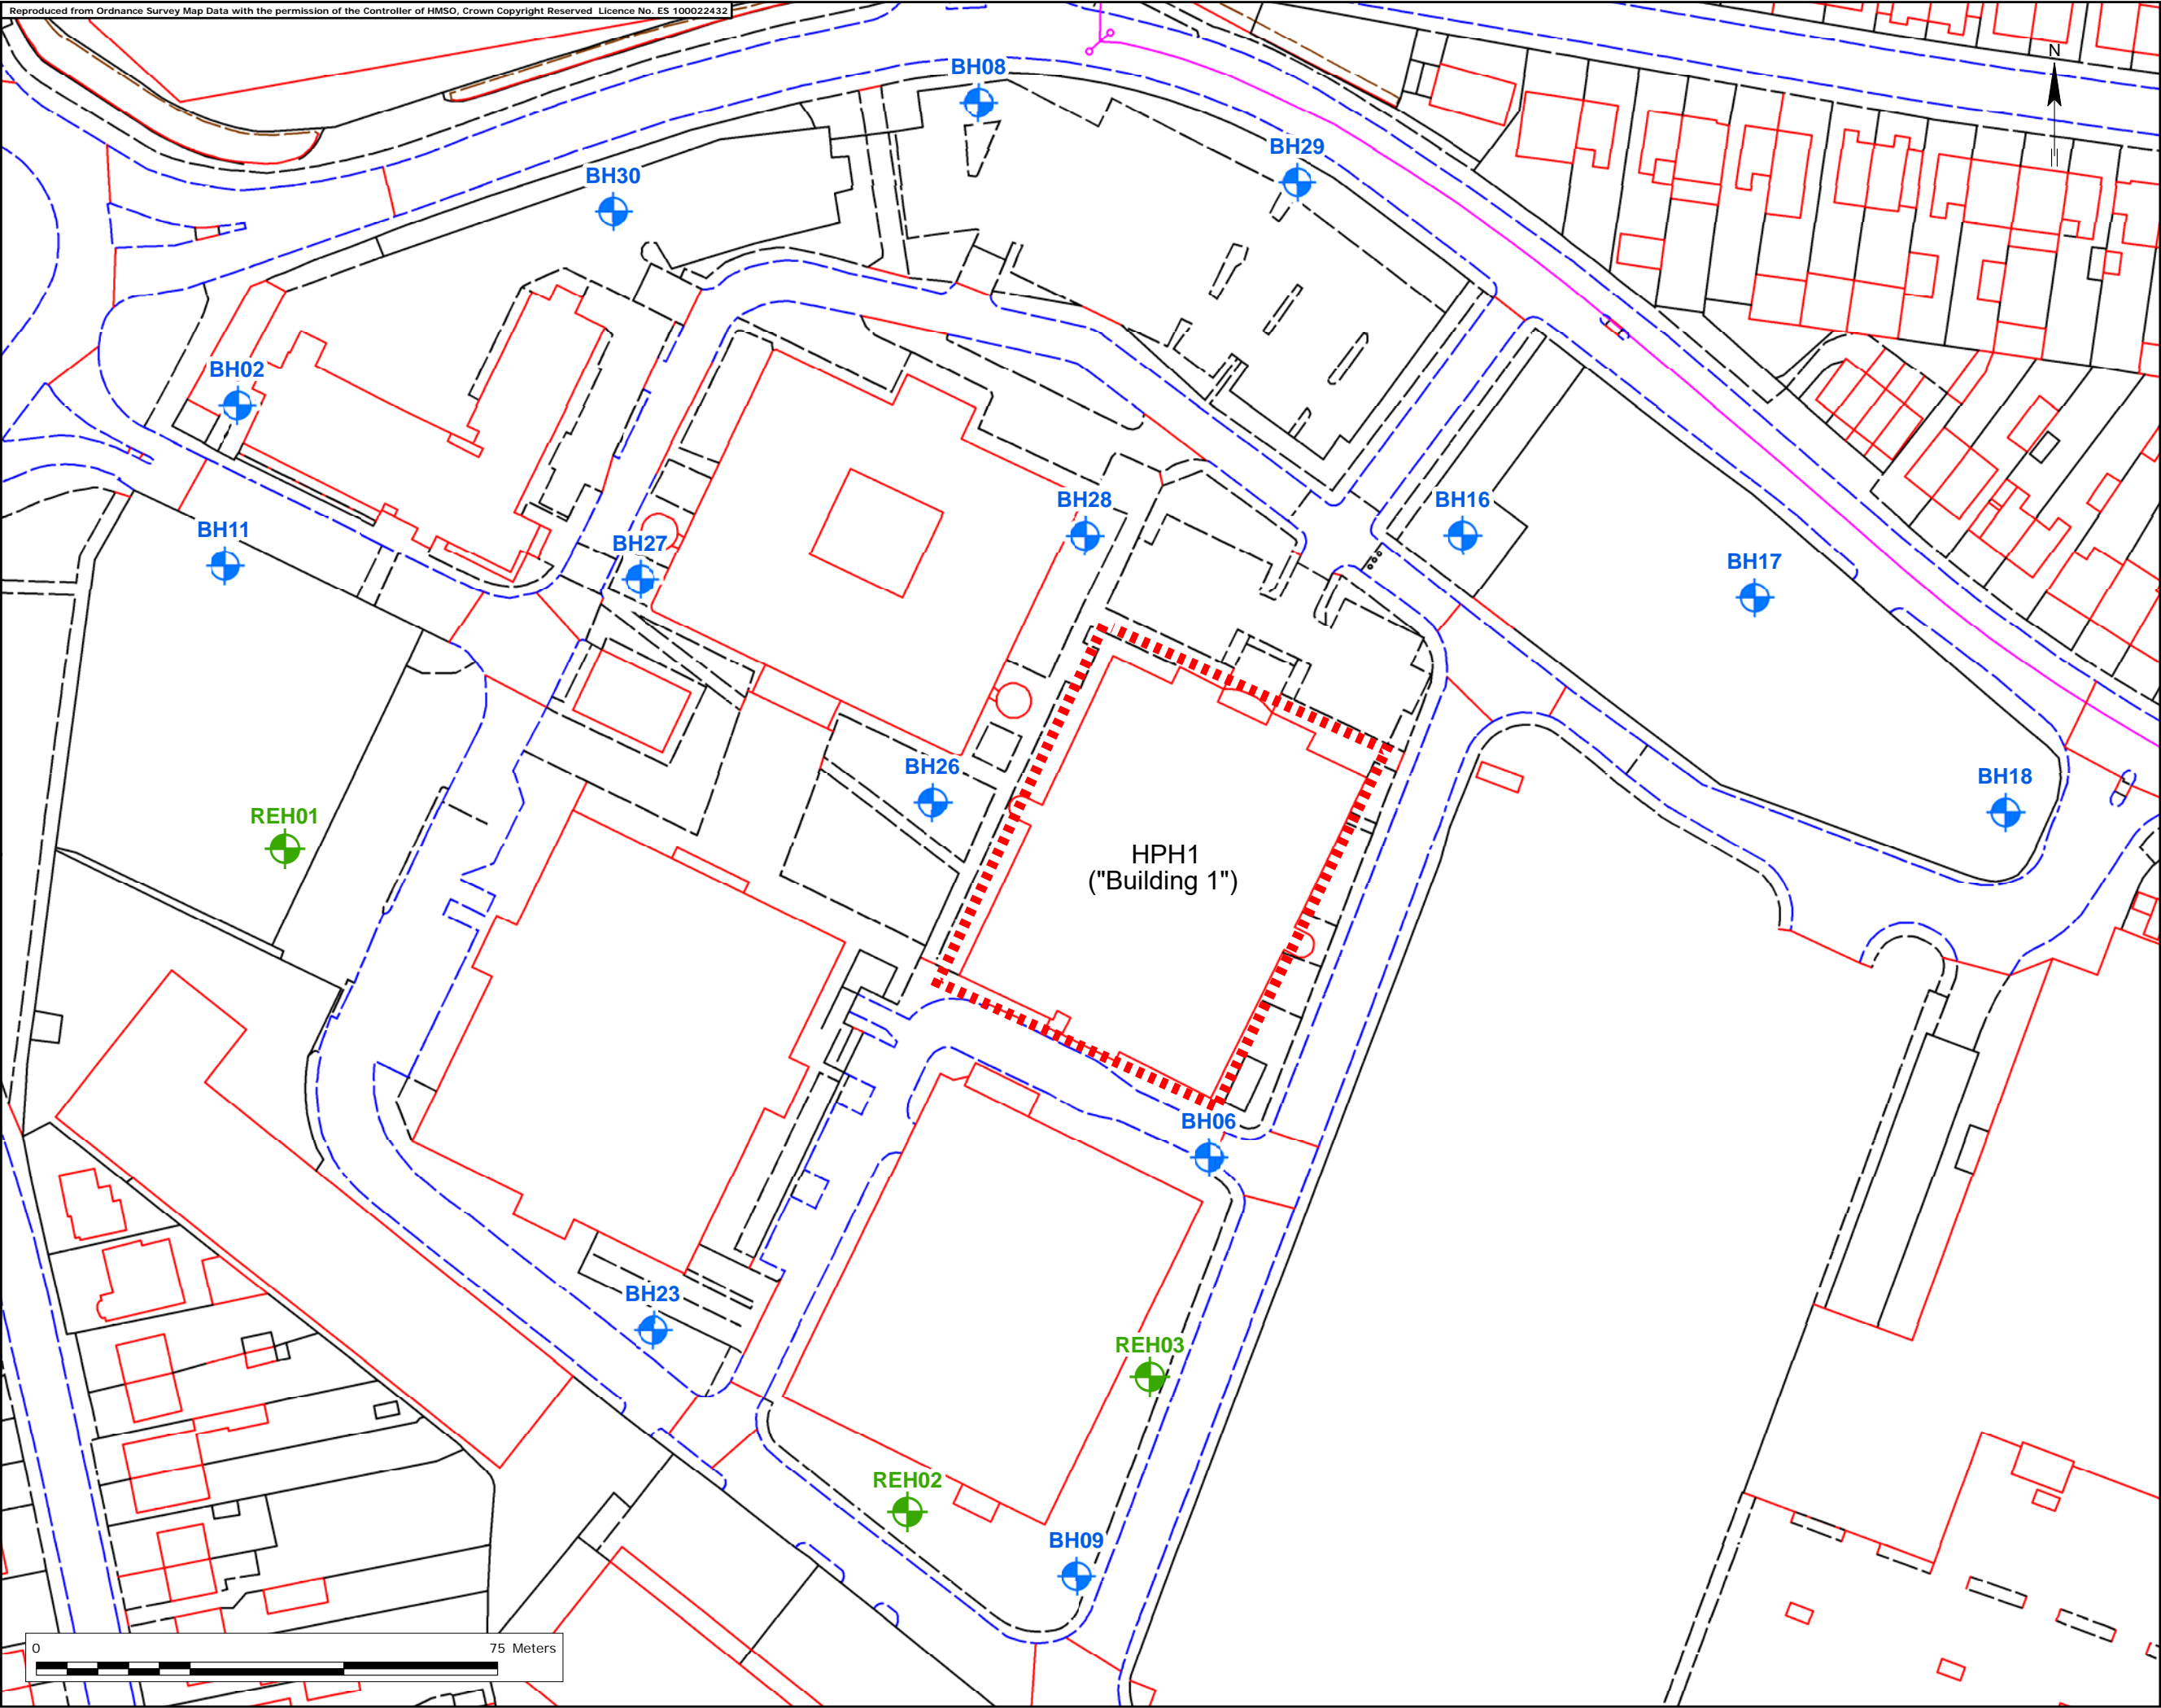 Reproduced from Ordnance Survey Map Data with the permission of the Controller of HMSO, Crown Copyright Reserved Licence No. ES 100022432
N
BH08
BH29
BH30
BH02
BH28
BH16
BH11
BH27
BH17
BH26
BH18
REH01
HPH1
("Building 1")
BH06
BH23
REH03
REH02
BH09
0 75 Meters